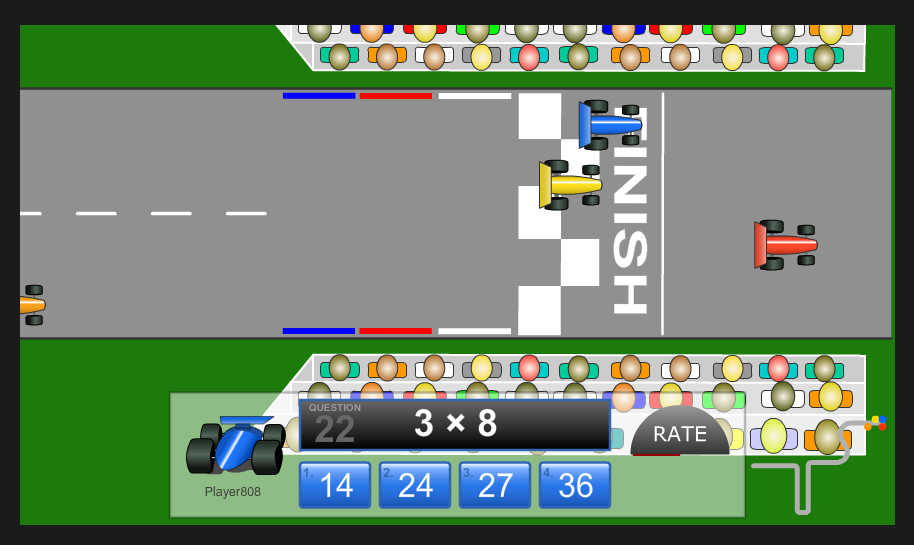 FINISH
QUESTION
22
3 × 8
RATE
1. 14
2. 24
3. 27
4. 36
Player808